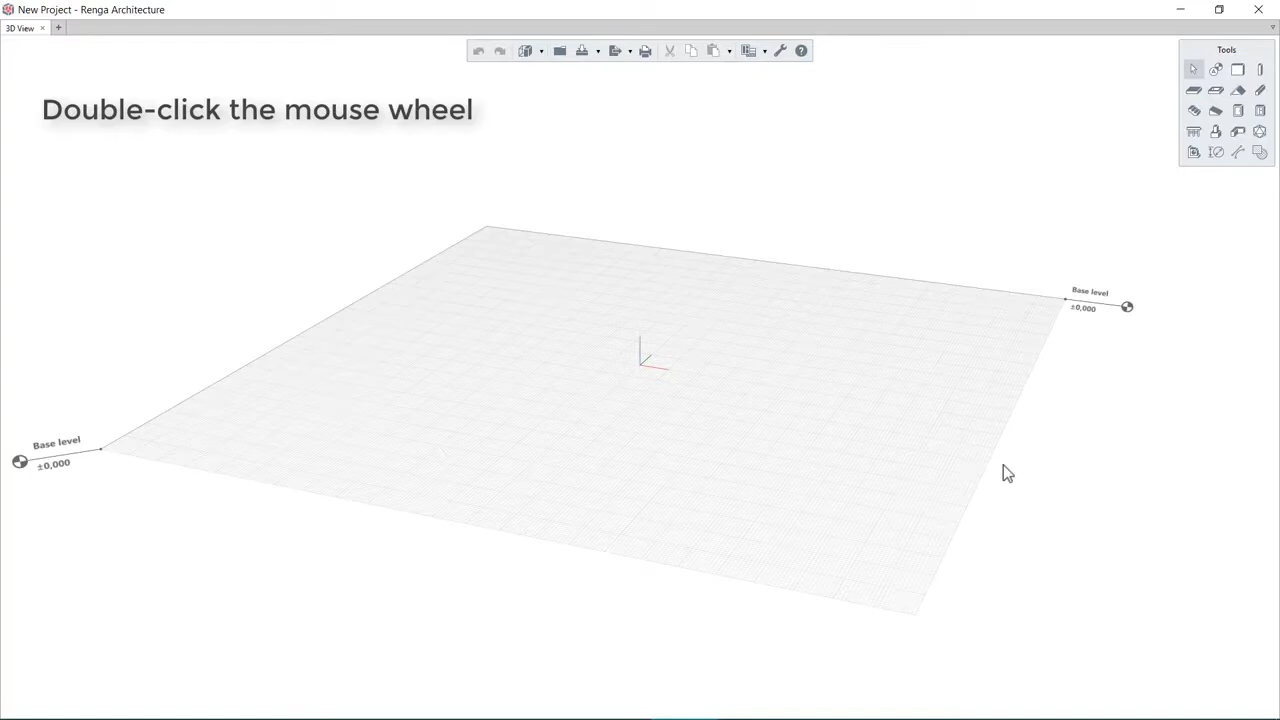 New Project - Renga Architecture
3D View
Double-click the mouse wheel
Tools
Base level
±0,000
Base level
±0,000